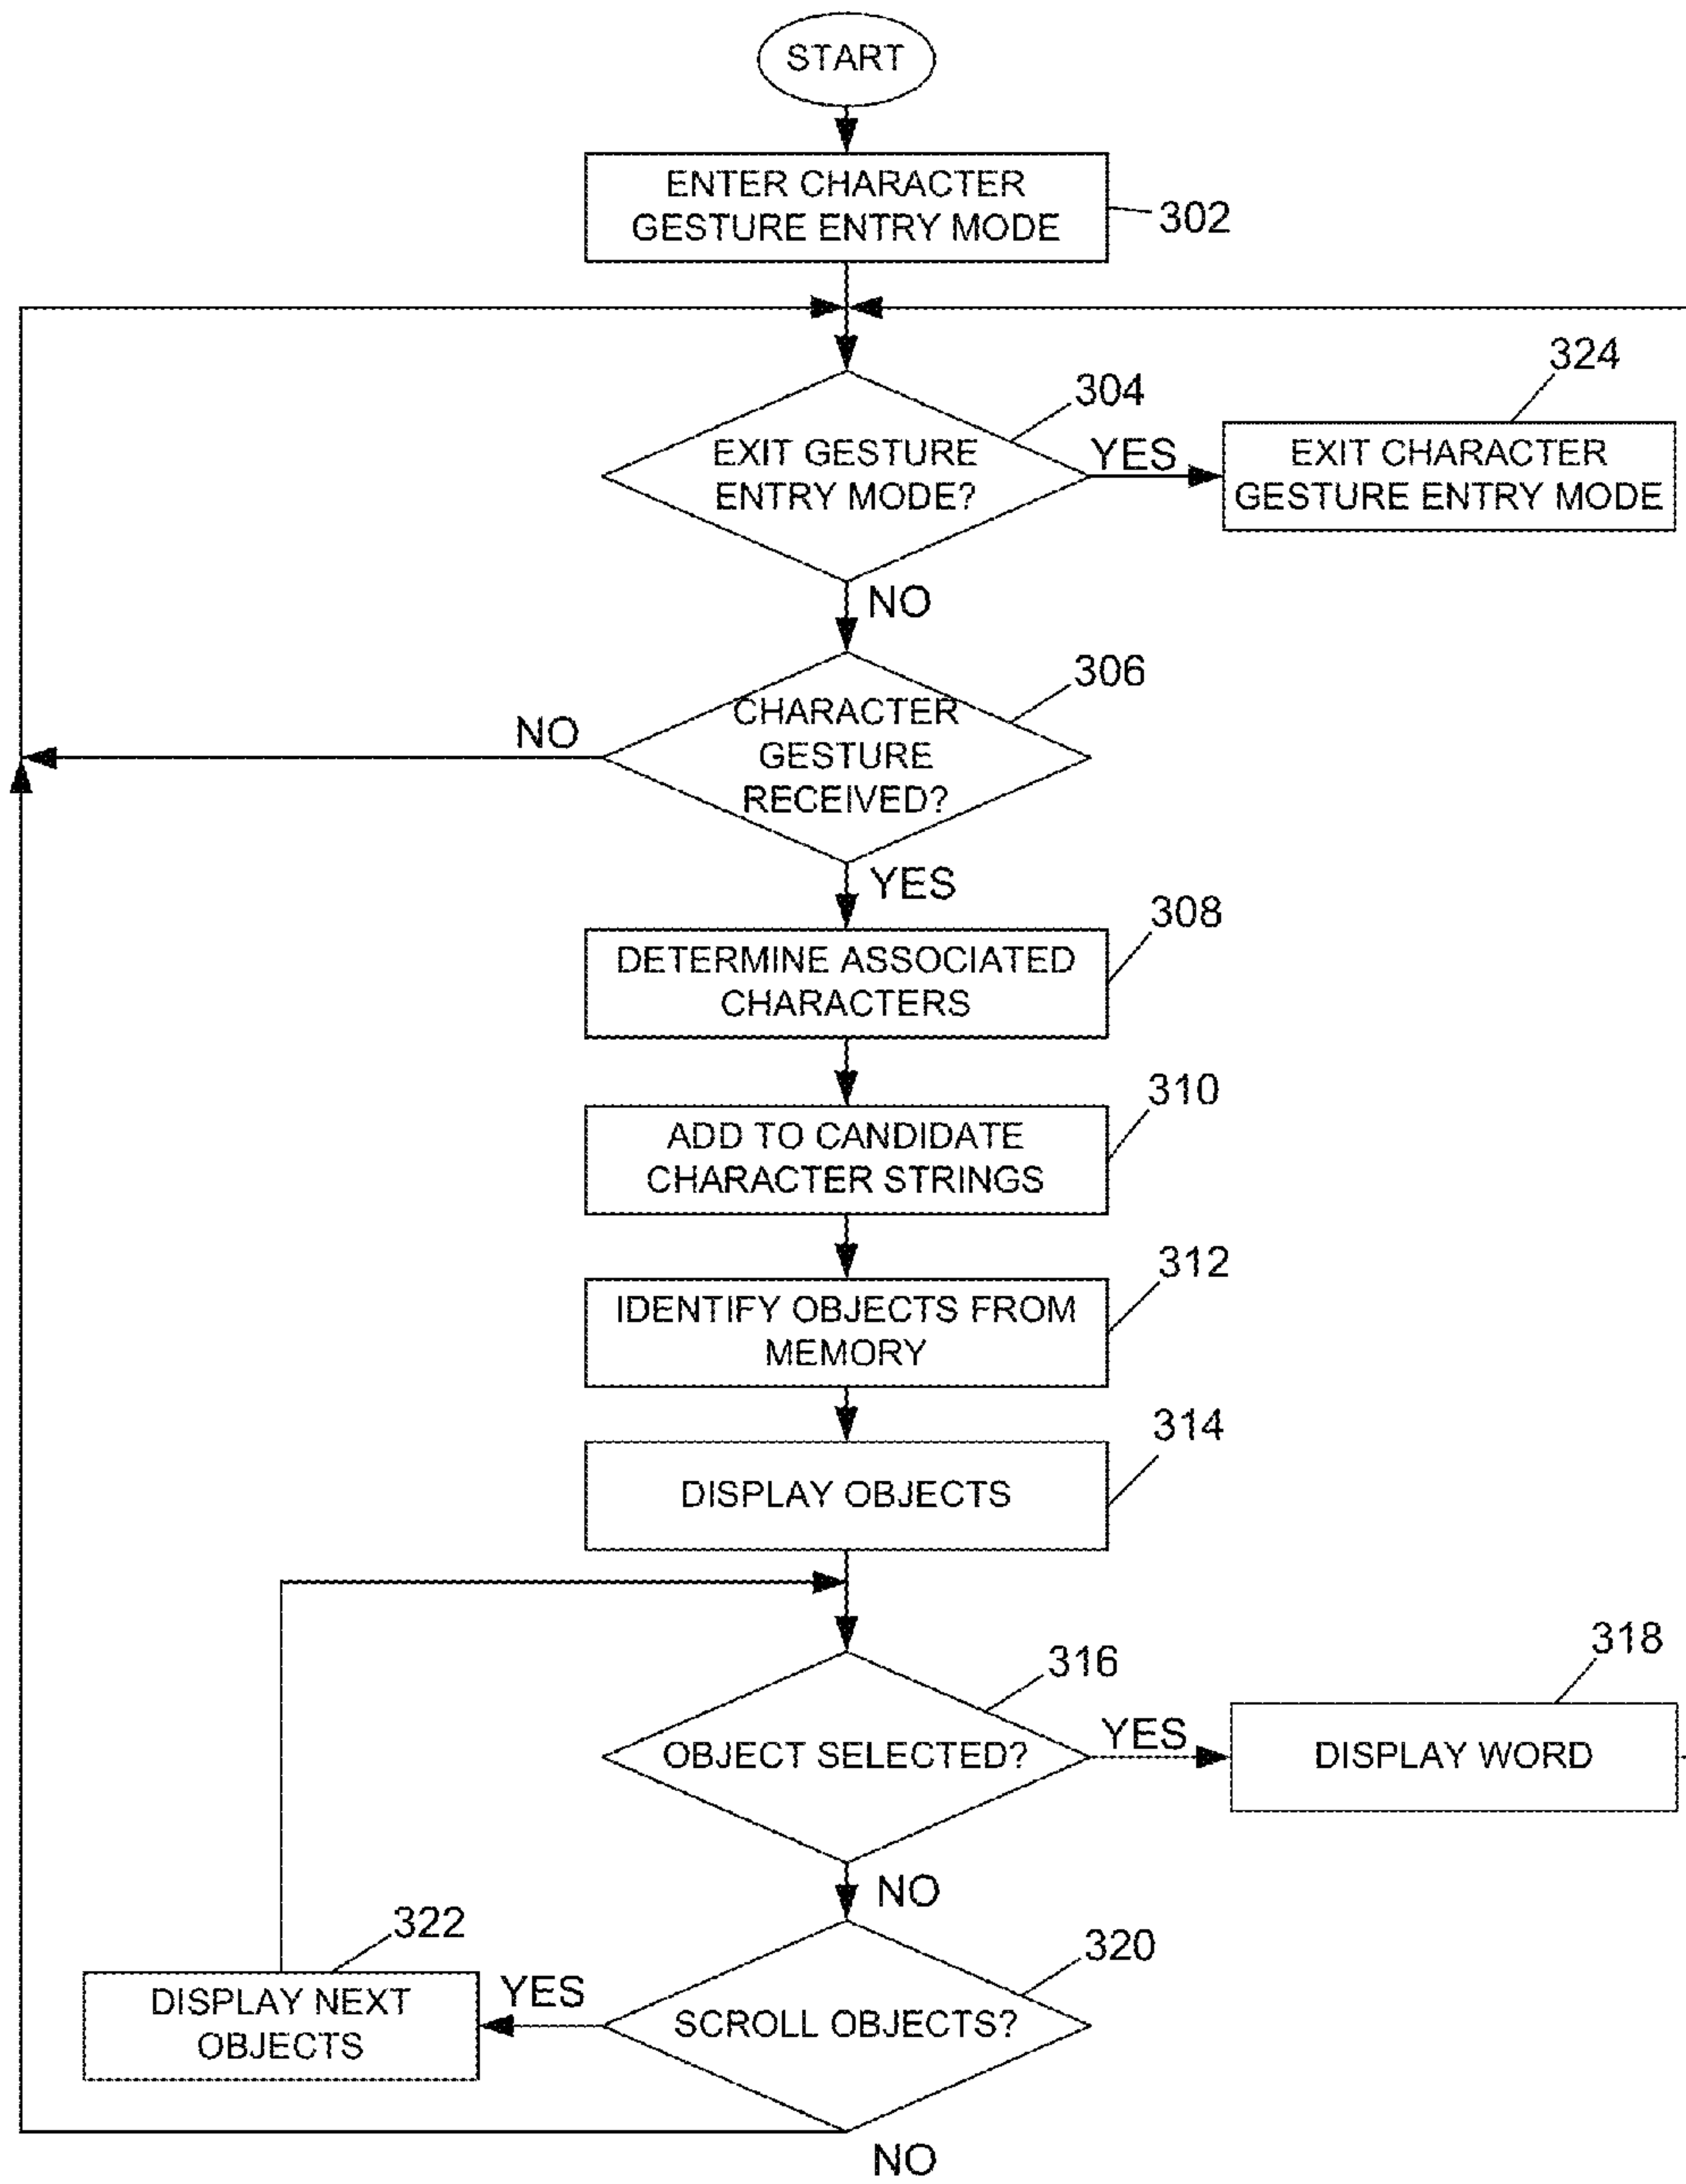 START
ENTER CHARACTER
GESTURE ENTRY MODE
302
304
EXIT GESTURE
ENTRY MODE?
YES
324
EXIT CHARACTER
GESTURE ENTRY MODE
NO
306
CHARACTER
GESTURE
RECEIVED?
NO
YES
308
DETERMINE ASSOCIATED
CHARACTERS
310
ADD TO CANDIDATE
CHARACTER STRINGS
312
IDENTIFY OBJECTS FROM
MEMORY
314
DISPLAY OBJECTS
316
OBJECT SELECTED?
YES
318
DISPLAY WORD
NO
320
SCROLL OBJECTS?
YES
322
DISPLAY NEXT
OBJECTS
NO